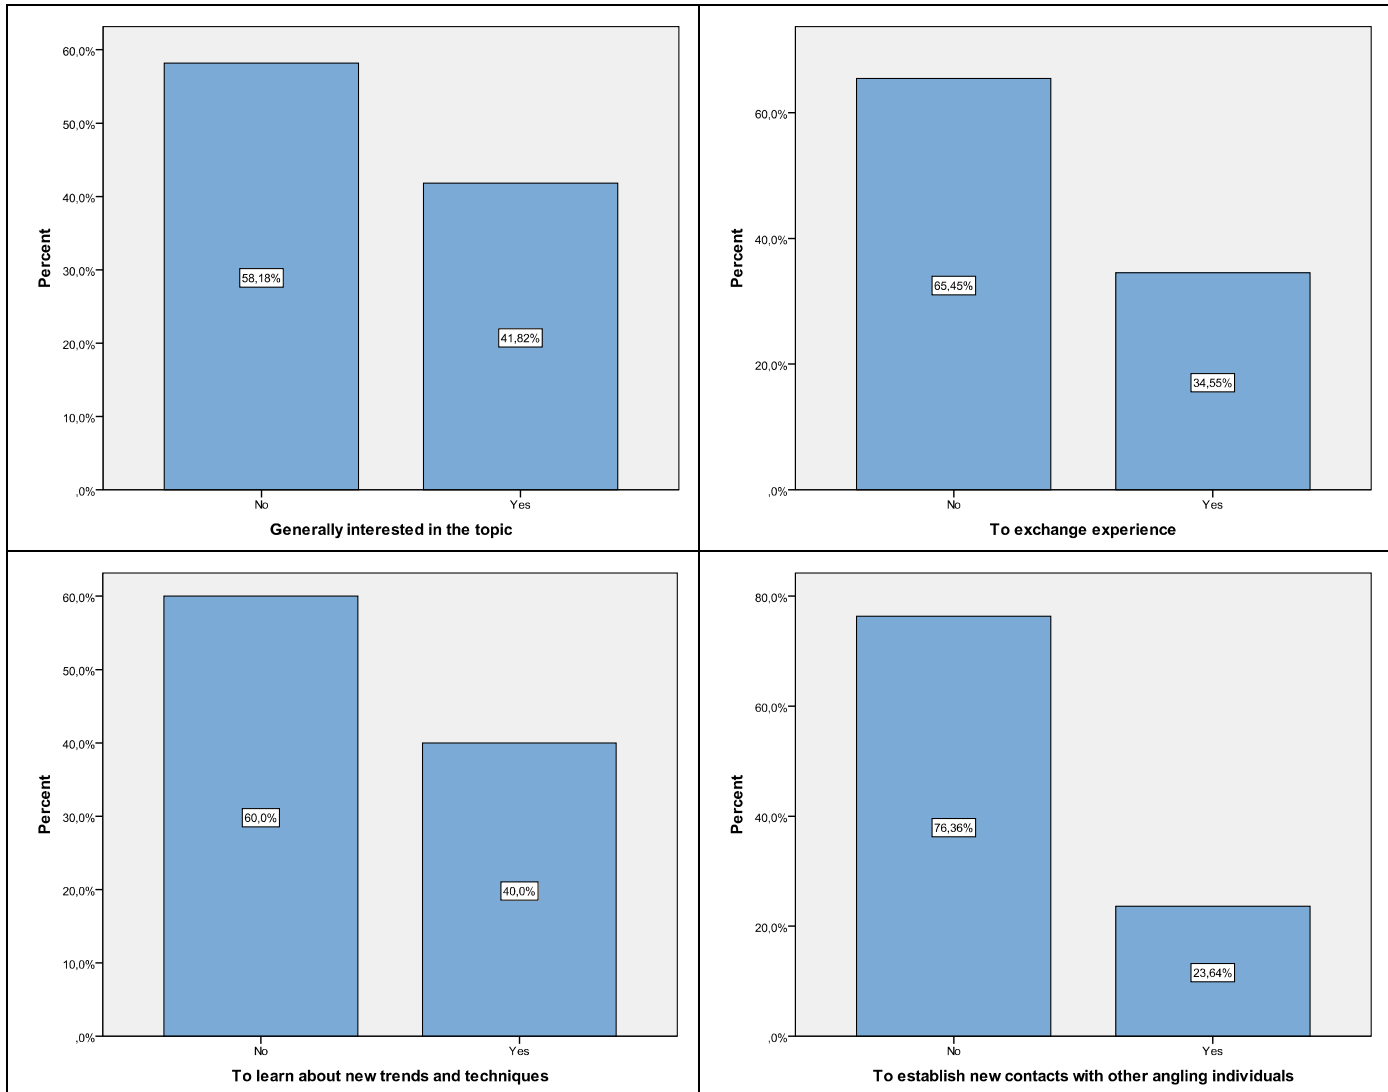 60,0%
50,0%
40,0%
30,0%
20,0%
10,0%
,0%
Percent
58,18%
41,82%
No Yes
Generally interested in the topic
60,0%
40,0%
20,0%
,0%
Percent
65,45%
34,55%
No Yes
To exchange experience
60,0%
50,0%
40,0%
30,0%
20,0%
10,0%
,0%
Percent
60,0%
40,0%
No Yes
To learn about new trends and techniques
80,0%
60,0%
40,0%
20,0%
,0%
Percent
76,36%
23,64%
No Yes
To establish new contacts with other angling individuals